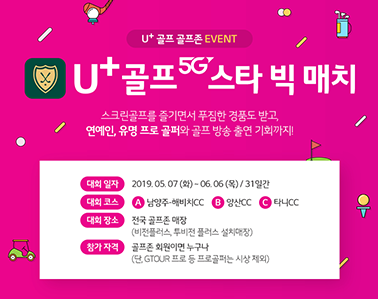 U+ 골프 골프존 EVENT
U+골프 5G 스타 빅 매치
스크린골프를 즐기면서 푸짐한 경품도 받고,
연예인, 유명 프로 골퍼와 골프 방송 출연 기회까지!
대회 일자 2019. 05. 07 (화) ~ 06. 06 (목) / 31일간
대회 코스 A 남양주-해비치CC B 양산CC C 타니CC
대회 장소 전국 골프존 매장
(비전플러스, 투비전 플러스 설치매장)
참가 자격 골프존 회원이면 누구나
(단, GTOUR 프로 등 프로골퍼는 시상 제외)